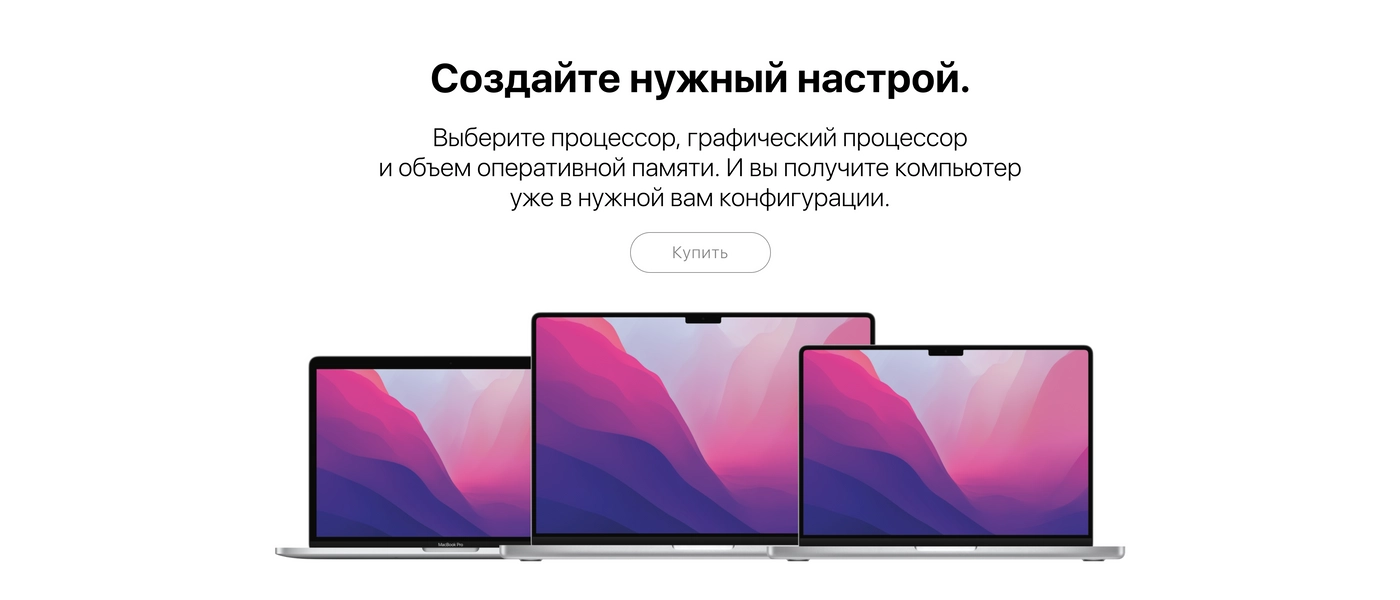 Создайте нужный настрой.
Выберите процессор, графический процессор
и объем оперативной памяти. И вы получите компьютер
уже в нужной вам конфигурации.
Купить
MacBook Pro